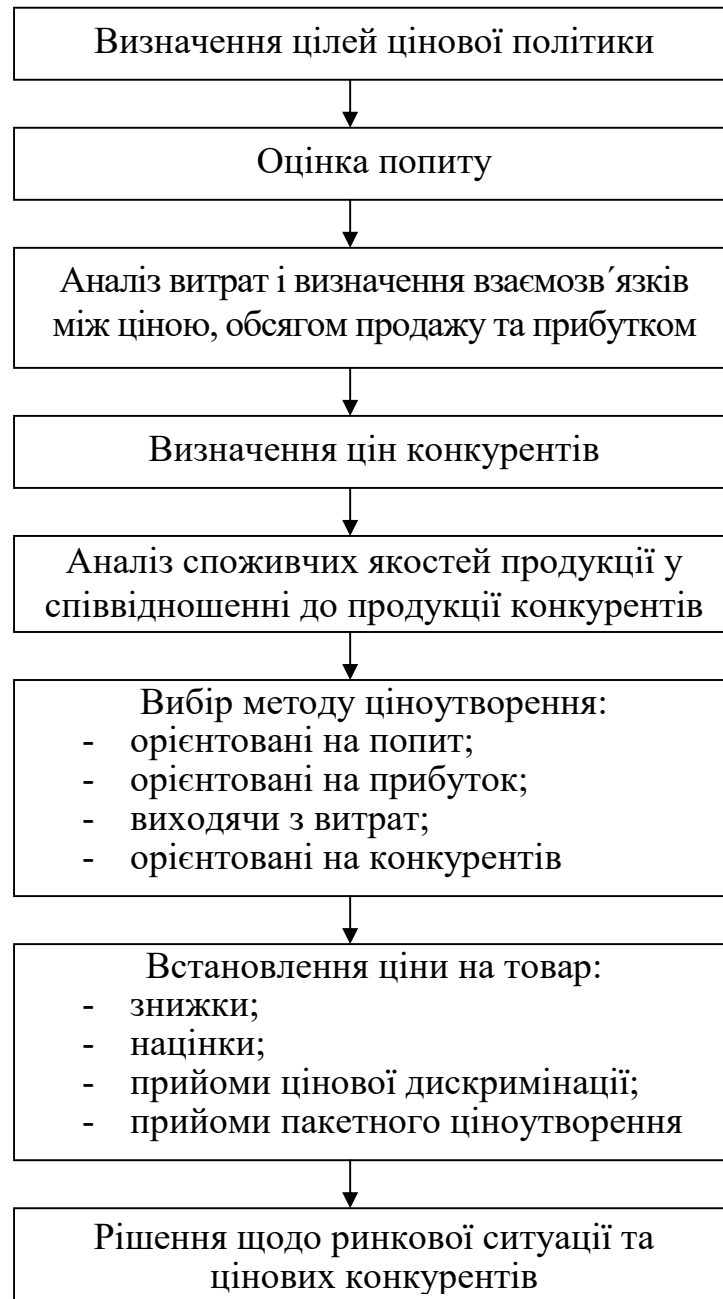 Визначення цілей цінової політики
Оцінка попиту
Аналіз витрат і визначення взаємозв´язків
між ціною, обсягом продажу та прибутком
Визначення цін конкурентів
Аналіз споживчих якостей продукції у
співвідношенні до продукції конкурентів
Вибір методу ціноутворення:
- орієнтовані на попит;
- орієнтовані на прибуток;
- виходячи з витрат;
- орієнтовані на конкурентів
Встановлення ціни на товар:
- знижки;
- націнки;
- прийоми цінової дискримінації;
- прийоми пакетного ціноутворення
Рішення щодо ринкової ситуації та
цінових конкурентів